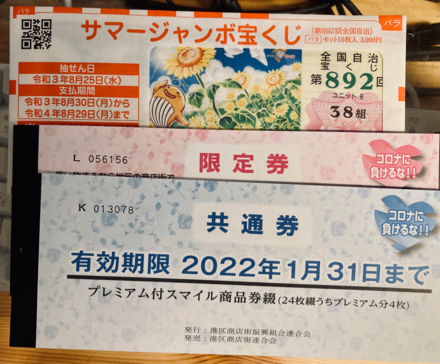 バラ
サマージャンボ宝くじ
(第892回全国自治)
バラ セット10枚入 3,000円
バラ
抽せん日
令和3年8月25日(水)
支払期間
令和3年8月30日(月)から
令和4年8月29日(月)まで
全国自治
宝くじ
第892回
ユニット
38組
L 056156
限定券
コロナに
負けるな!!
K 013078
共通券
コロナに
負けるな!!
有効期限 2022年1月31日まで
プレミアム付スマイル商品券綴(24枚綴うちプレミアム分4枚)
発行:港区商店街振興組合連合会
発売:港区商店街連合会